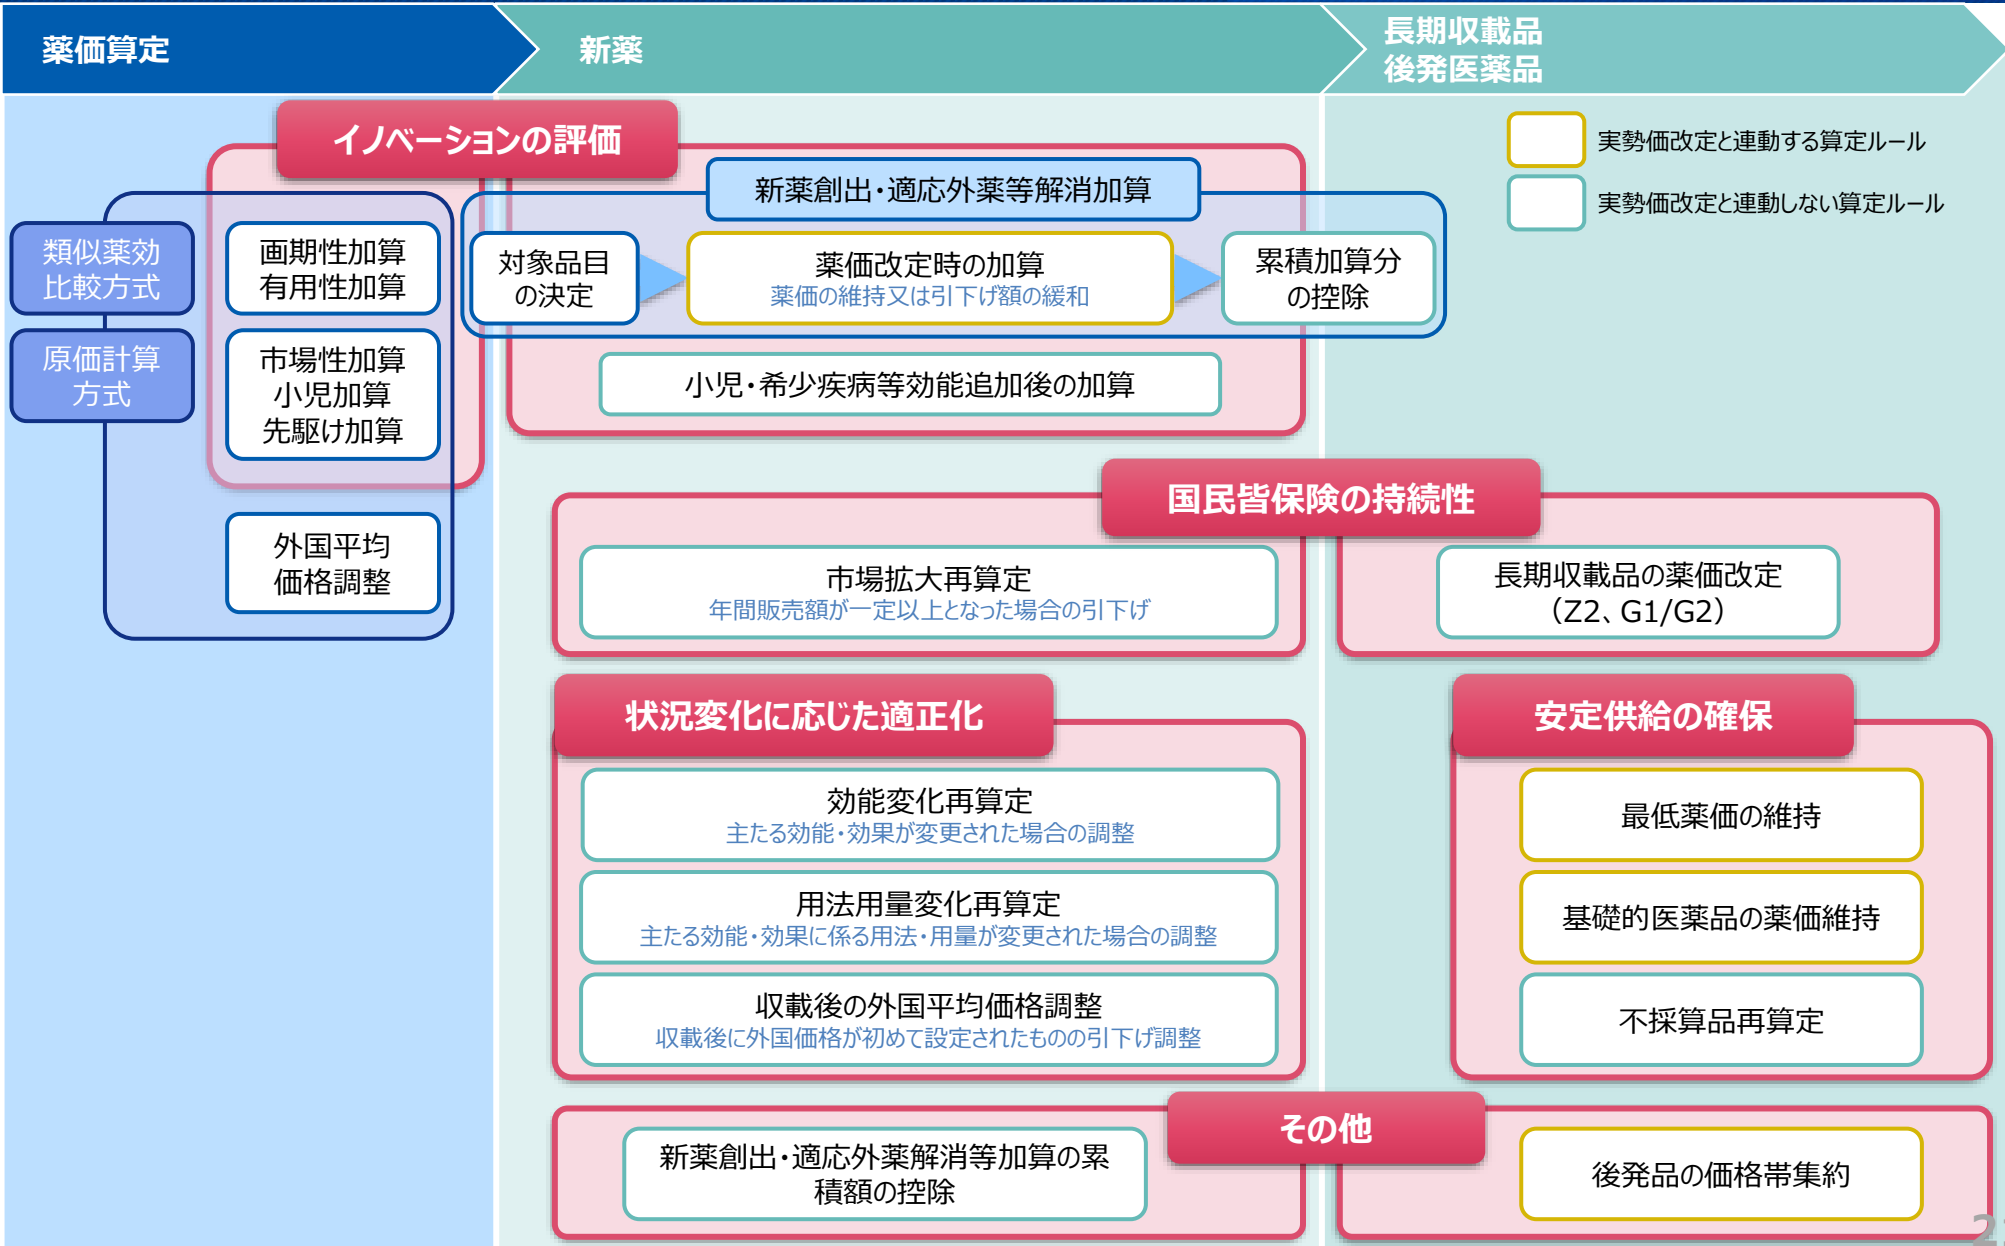 薬価算定
新薬
長期収載品
後発医薬品
イノベーションの評価
実勢価改定と連動する算定ルール
実勢価改定と連動しない算定ルール
新薬創出・適応外薬等解消加算
類似薬効
比較方式
原価計算
方式
画期性加算
有用性加算
市場性加算
小児加算
先駆け加算
外国平均
価格調整
対象品目
の決定
薬価改定時の加算
薬価の維持又は引下げ額の緩和
累積加算分
の控除
小児・希少疾病等効能追加後の加算
国民皆保険の持続性
市場拡大再算定
年間販売額が一定以上となった場合の引下げ
長期収載品の薬価改定
（Z2、G1/G2）
状況変化に応じた適正化
効能変化再算定
主たる効能・効果が変更された場合の調整
用法用量変化再算定
主たる効能・効果に係る用法・用量が変更された場合の調整
収載後の外国平均価格調整
収載後に外国価格が初めて設定されたものの引下げ調整
安定供給の確保
最低薬価の維持
基礎的医薬品の薬価維持
不採算品再算定
その他
新薬創出・適応外薬解消等加算の累
積額の控除
後発品の価格帯集約